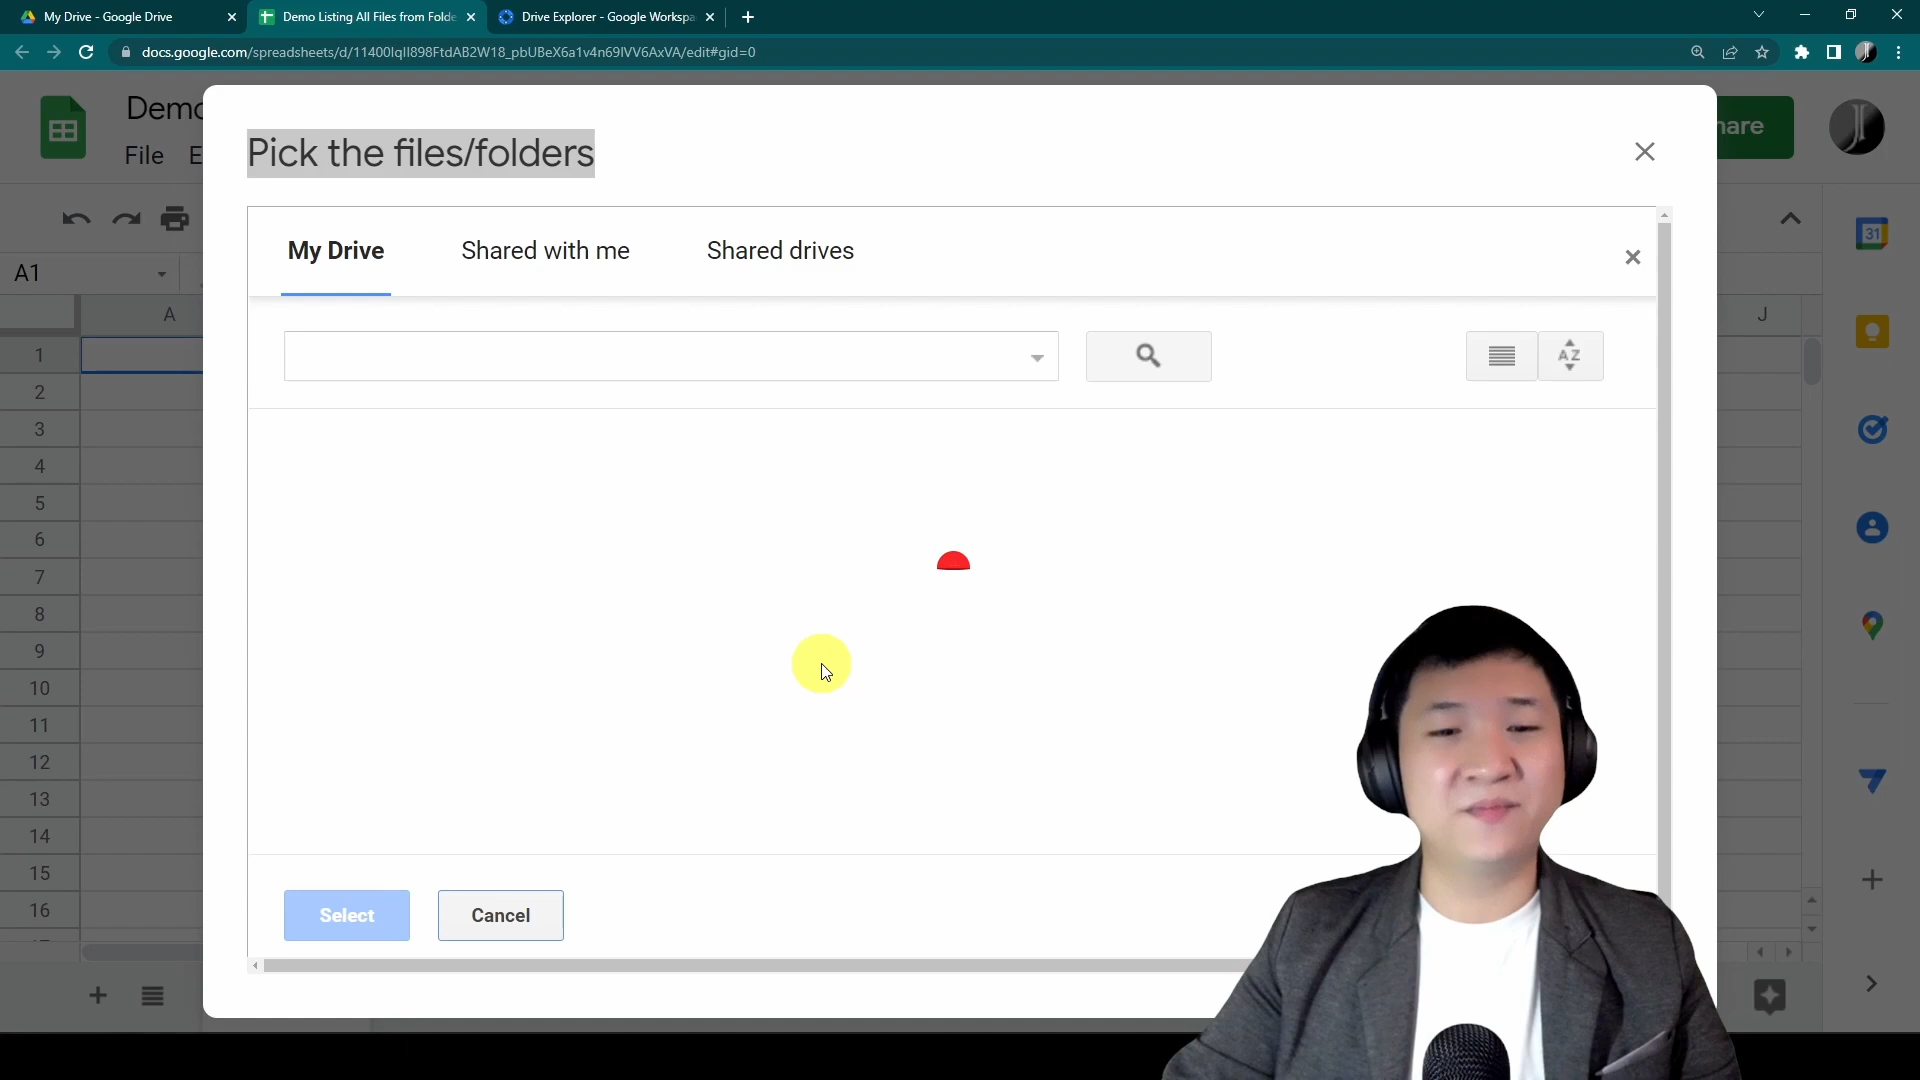 My Drive - Google Drive
Demo Listing All Files from Folde
Drive Explorer - Google Workspa
docs.google.com/spreadsheets/d/11400lqIl898FtdAB2W18_pbUBeX6a1v4n69IVV6AxVA/edit#gid=0
Demo
hare
File E
Pick the files/folders
My Drive
Shared with me
Shared drives
A1
31
A
J
AZ
1
2
3
4
5
6
7
8
9
10
11
12
13
14
15
16
Select
Cancel